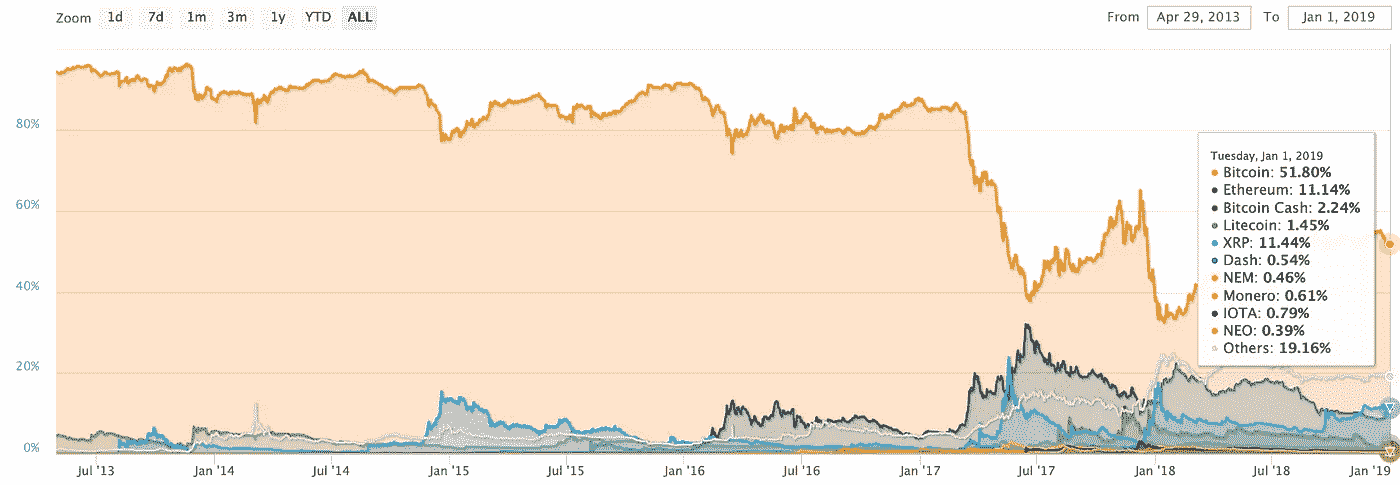 Zoom 1d 7d 1m 3m 1y YTD ALL From Apr 29, 2013 To Jan 1, 2019
80%
60%
40%
20%
0%
Tuesday, Jan 1, 2019
Bitcoin: 51.80%
Ethereum: 11.14%
Bitcoin Cash: 2.24%
Litecoin: 1.45%
XRP: 11.44%
Dash: 0.54%
NEM: 0.46%
Monero: 0.61%
IOTA: 0.79%
NEO: 0.39%
Others: 19.16%
Jul '13 Jan '14 Jul '14 Jan '15 Jul '15 Jan '16 Jul '16 Jan '17 Jul '17 Jan '18 Jul '18 Jan '19